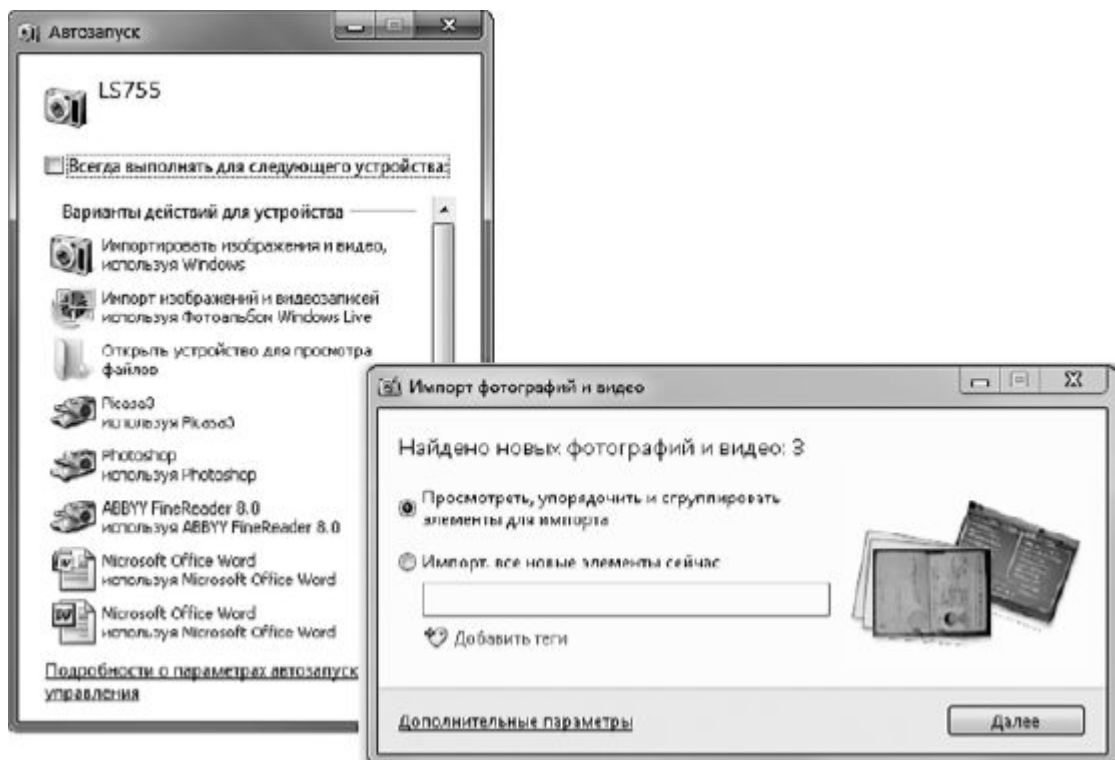 Автозапуск
LS755
Всегда выполнять для следующего устройства:
Варианты действий для устройства
Импортировать изображения и видео,
используя Windows
Импорт изображений и видеозаписей
используя Фотоальбом Windows Live
Открыть устройство для просмотра
файлов
Picasa3
используя Picasa3
Photoshop
используя Photoshop
ABBYY FineReader 8.0
используя ABBYY FineReader 8.0
Microsoft Office Word
используя Microsoft Office Word
Microsoft Office Word
используя Microsoft Office Word
Подробности о параметрах автозапуск
управления
Импорт фотографий и видео
Найдено новых фотографий и видео: 3
Просмотреть, упорядочить и сгруппировать
элементы для импорта
Импорт. все новые элементы сейчас
Добавить теги
Дополнительные параметры
Далее